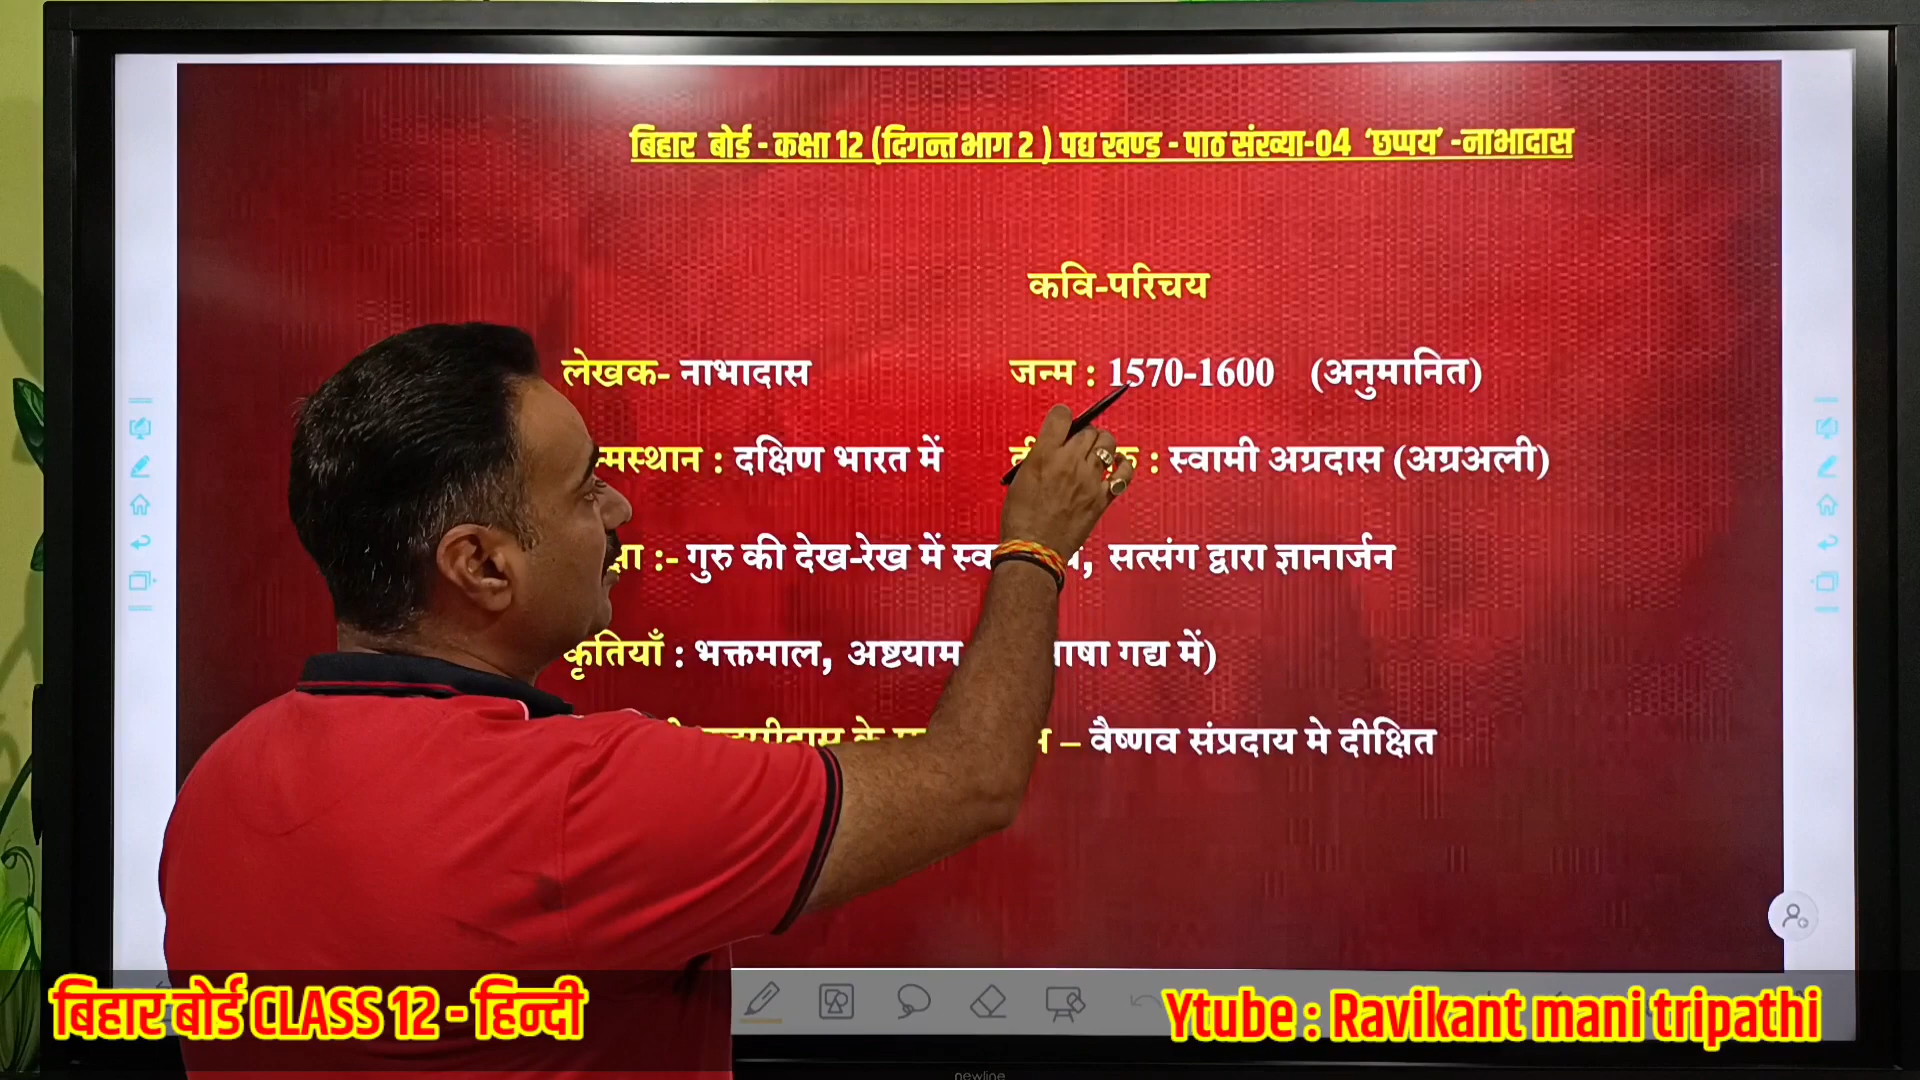 बिहार बोर्ड - कक्षा 12 (दिगन्त भाग 2 ) पद्य खण्ड - पाठ संख्या-04 ‘छप्पय’ -नाभादास
कवि-परिचय
लेखक- नाभादास जन्म : 1570-1600 (अनुमानित)
दक्षिण भारत में : स्वामी अग्रदास (अग्रअली)
:- गुरु की देख-रेख में सत्संग द्वारा ज्ञानार्जन
कृतियाँ : भक्तमाल, अष्टयाम गद्य में)
– वैष्णव संप्रदाय मे दीक्षित
बिहार बोर्ड CLASS 12 - हिन्दी
Ytube : Ravikant mani tripathi
newline